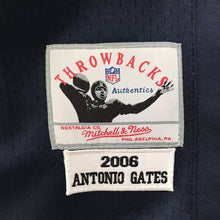 THROWBACKS
NFL
Authentics
NOSTALGIA CO.
Mitchell & Ness
PHILADELPHIA, PA
2006
ANTONIO GATES